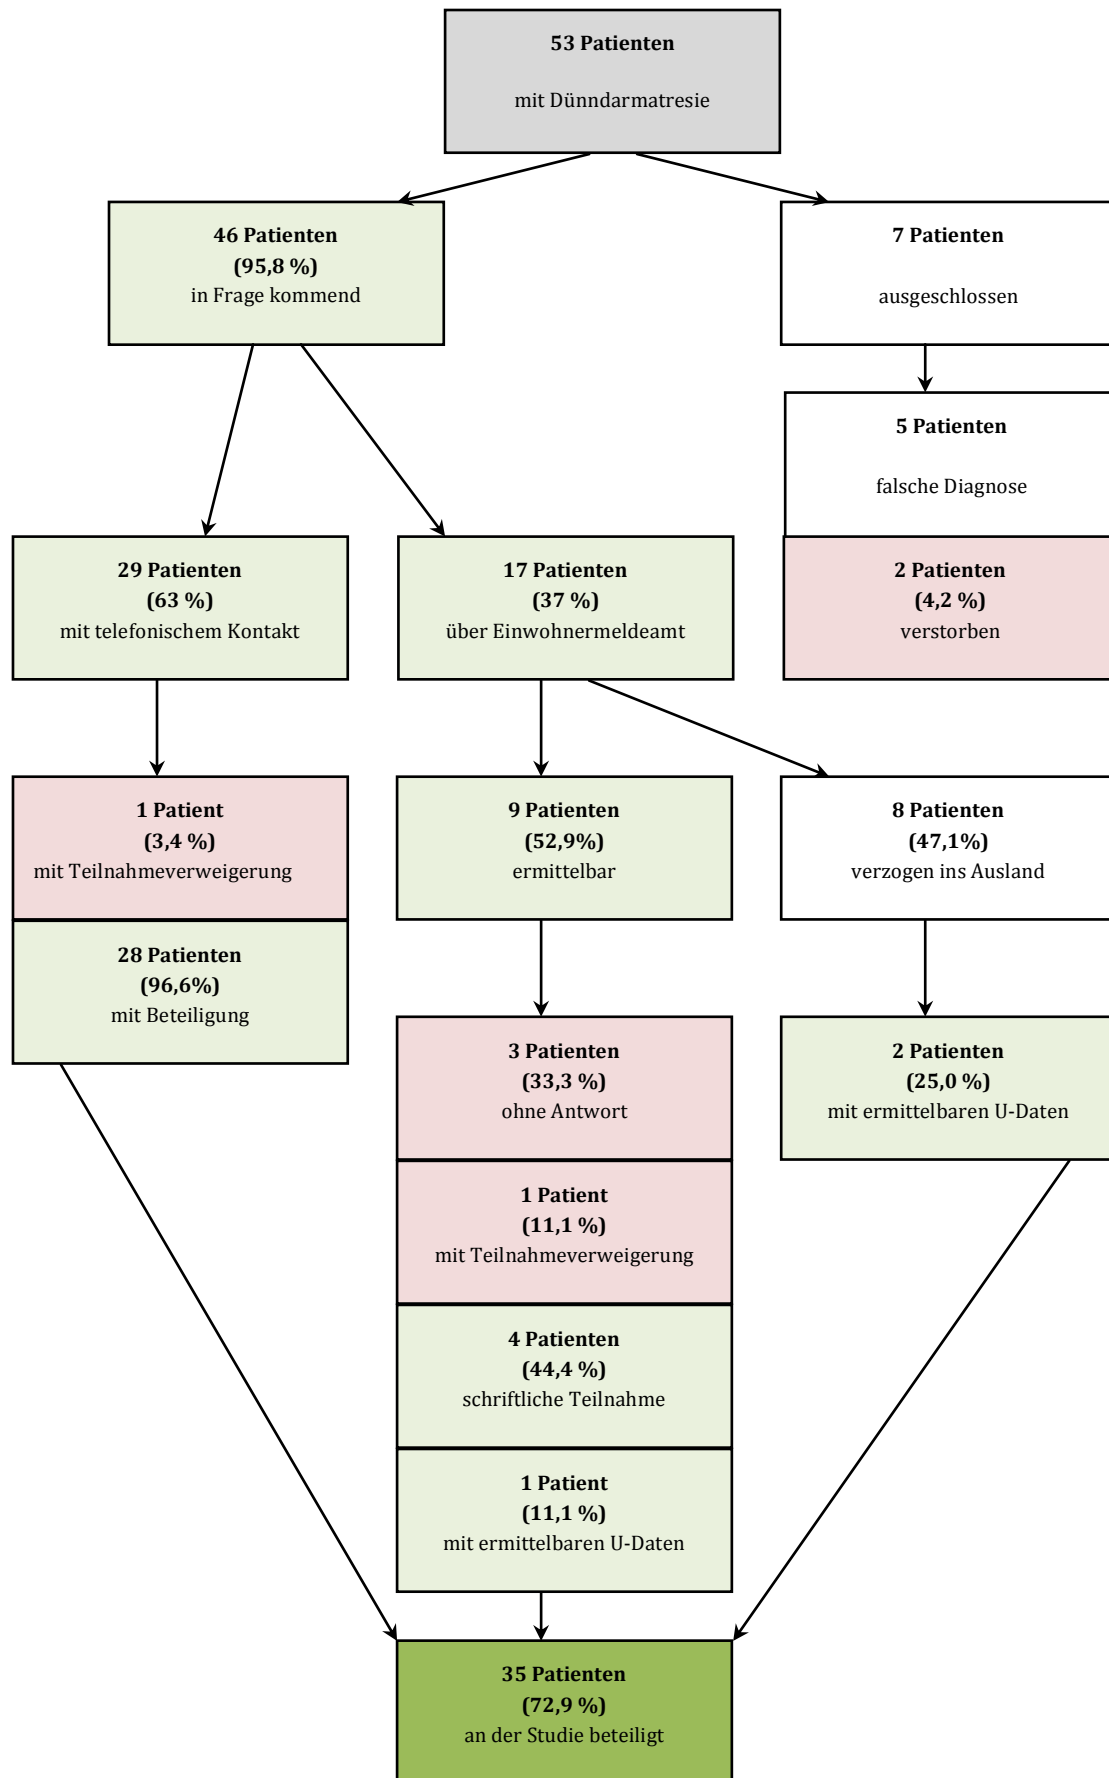 53 Patienten
mit Dünndarmatresie
46 Patienten
(95,8 %)
in Frage kommend
7 Patienten
ausgeschlossen
5 Patienten
falsche Diagnose
29 Patienten
(63 %)
mit telefonischem Kontakt
17 Patienten
(37 %)
über Einwohnermeldeamt
2 Patienten
(4,2 %)
verstorben
1 Patient
(3,4 %)
mit Teilnahmeverweigerung
28 Patienten
(96,6%)
mit Beteiligung
9 Patienten
(52,9%)
ermittelbar
8 Patienten
(47,1%)
verzogen ins Ausland
3 Patienten
(33,3 %)
ohne Antwort
1 Patient
(11,1 %)
mit Teilnahmeverweigerung
4 Patienten
(44,4 %)
schriftliche Teilnahme
1 Patient
(11,1 %)
mit ermittelbaren U-Daten
2 Patienten
(25,0 %)
mit ermittelbaren U-Daten
35 Patienten
(72,9 %)
an der Studie beteiligt